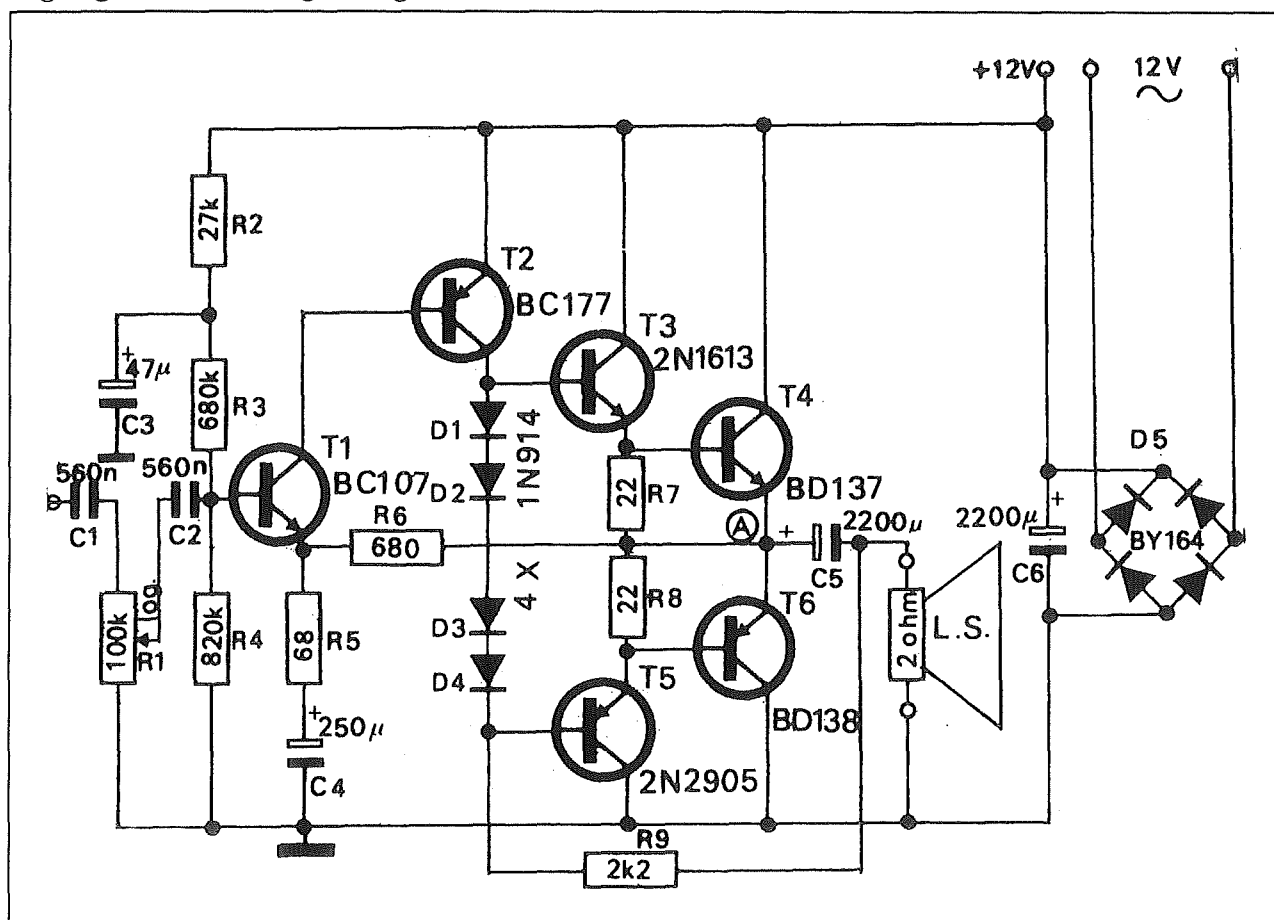 +12V
12V
27k
R2
T2
BC177
T3
2N1613
+
47µ
680k
R3
C3
T4
D1
1N914
D2
D5
560n
560n
T1
BC107
BD137
R6
680
22
R7
A
+
2200µ
C5
2200µ
+
C6
BY164
C1
C2
4 X
22
R8
T6
log.
100k
R1
820k
R4
68
R5
D3
D4
T5
2 ohm
L.S.
BD138
+
250µ
C4
2N2905
R9
2k2